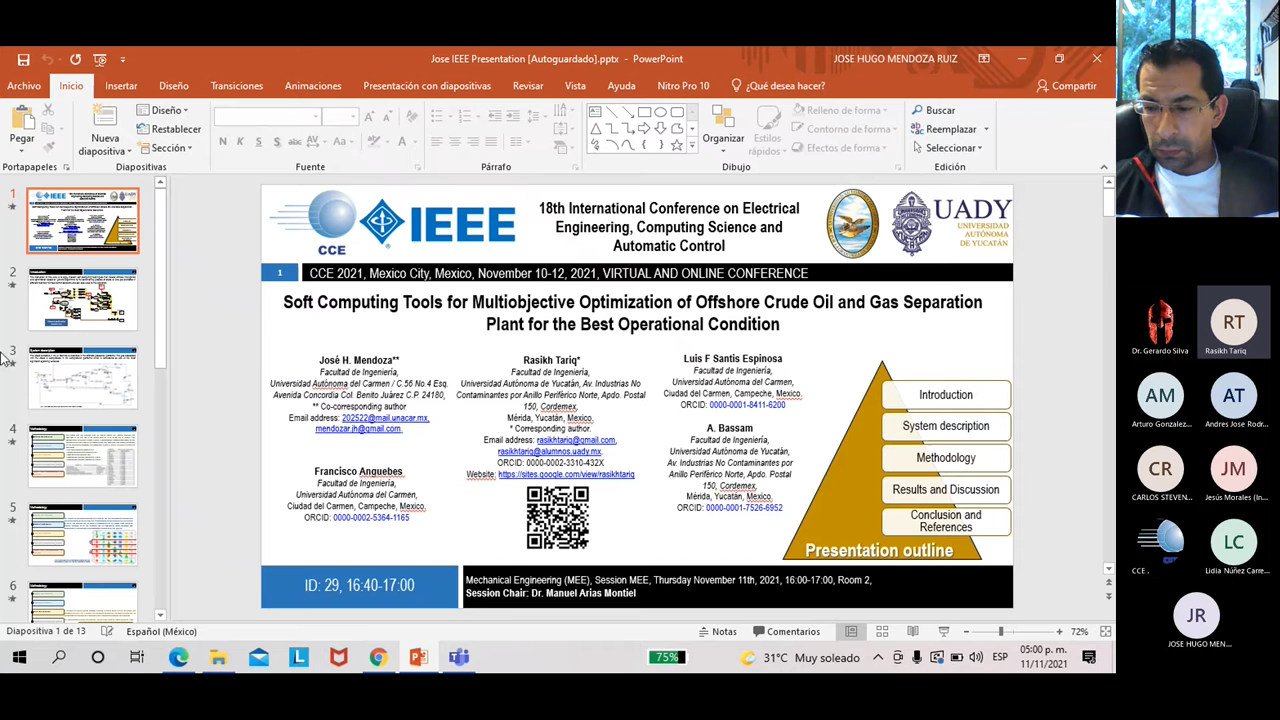 Jose IEEE Presentation [Autoguardado].pptx - PowerPoint
JOSE HUGO MENDOZA RUIZ
Archivo
Inicio
Insertar
Diseño
Transiciones
Animaciones
Presentación con diapositivas
Revisar
Vista
Ayuda
Nitro Pro 10
¿Qué desea hacer?
Compartir
Pegar
Nueva
diapositiva
Diseño
Restablecer
Sección
N K S S abc AV Aa A
Organizar
Estilos
rápidos
Relleno de forma
Contorno de forma
Efectos de forma
Buscar
Reemplazar
Seleccionar
Portapapeles
Diapositivas
Fuente
Párrafo
Dibujo
Edición
1
2
3
4
5
6
CCE
IEEE
18th International Conference on Electrical
Engineering, Computing Science and
Automatic Control
UADY
UNIVERSIDAD
AUTÓNOMA
DE YUCATÁN
1
CCE 2021, Mexico City, Mexico, November 10-12, 2021, VIRTUAL AND ONLINE CONFERENCE
Soft Computing Tools for Multiobjective Optimization of Offshore Crude Oil and Gas Separation
Plant for the Best Operational Condition
José H. Mendoza**
Facultad de Ingeniería,
Universidad Autónoma del Carmen / C.56 No.4 Esq.
Avenida Concordia Col. Benito Juárez C.P. 24180,
** Co-corresponding author
Email address: 202522@mail.unacar.mx,
mendozar.jh@gmail.com.
Francisco Anguebes
Facultad de Ingeniería,
Universidad Autónoma del Carmen,
Ciudad del Carmen, Campeche, Mexico.
ORCID: 0000-0002-5364-1165
Rasikh Tariq*
Facultad de Ingeniería,
Universidad Autónoma de Yucatán, Av. Industrias No
Contaminantes por Anillo Periférico Norte, Apdo. Postal
150, Cordemex,
Mérida, Yucatán, Mexico.
* Corresponding author.
Email address: rasikhtariq@gmail.com,
rasikhtariq@alumnos.uady.mx.
ORCID: 0000-0002-3310-432X
Website: https://sites.google.com/view/rasikhtariq
Luis F Santis Espinosa
Facultad de Ingeniería,
Universidad Autónoma del Carmen,
Ciudad del Carmen, Campeche, Mexico.
ORCID: 0000-0001-8411-6200
A. Bassam
Facultad de Ingeniería,
Universidad Autónoma de Yucatán,
Av. Industrias No Contaminantes por
Anillo Periférico Norte, Apdo. Postal
150, Cordemex,
Mérida, Yucatán, Mexico.
ORCID: 0000-0001-7526-6952
Introduction
System description
Methodology
Results and Discussion
Conclusion and
References
Presentation outline
ID: 29, 16:40-17:00
Mechanical Engineering (MEE), Session MEE, Thursday November 11th, 2021, 16:00-17:00, Room 2,
Session Chair: Dr. Manuel Arias Montiel
Diapositiva 1 de 13
Español (México)
Notas
Comentarios
72%
75%
31°C Muy soleado
ESP
05:00 p. m.
11/11/2021
Dr. Gerardo Silva
RT
Rasikh Tariq
AM
Arturo Gonzalez...
AT
Andres Jose Rodr...
CR
CARLOS STEVEN...
JM
Jesús Morales (In...
CCE .
LC
Lidia Núñez Carre...
JR
JOSE HUGO MEN...